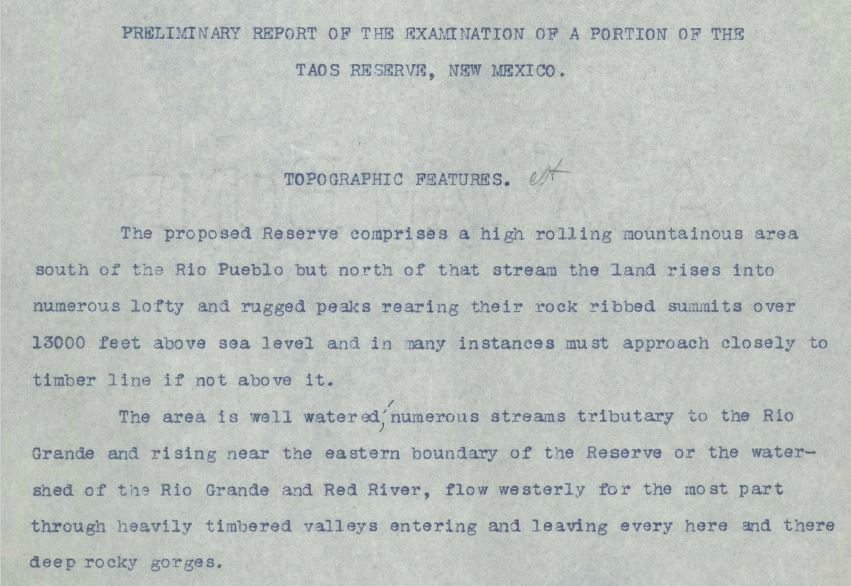 PRELIMINARY REPORT OF THE EXAMINATION OF A PORTION OF THE
TAOS RESERVE, NEW MEXICO.
TOPOGRAPHIC FEATURES.
The proposed Reserve comprises a high rolling mountainous area
south of the Rio Pueblo but north of that stream the land rises into
numerous lofty and rugged peaks rearing their rock ribbed summits over
13000 feet above sea level and in many instances must approach closely to
timber line if not above it.
The area is well watered, numerous streams tributary to the Rio
Grande and rising near the eastern boundary of the Reserve or the water-
shed of the Rio Grande and Red River, flow westerly for the most part
through heavily timbered valleys entering and leaving every here and there
deep rocky gorges.